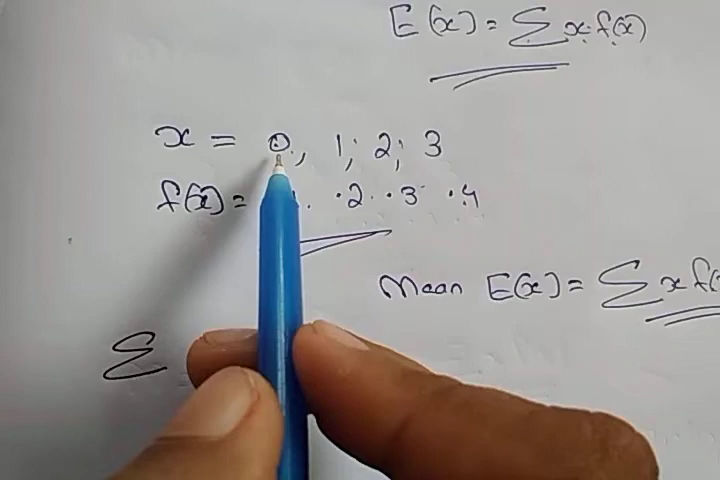 E(x) = ∑ x f(x)
x = 0, 1; 2; 3
f(x) = . ·2 ·3 ·4
Mean E(x) = ∑ x f(x
∑